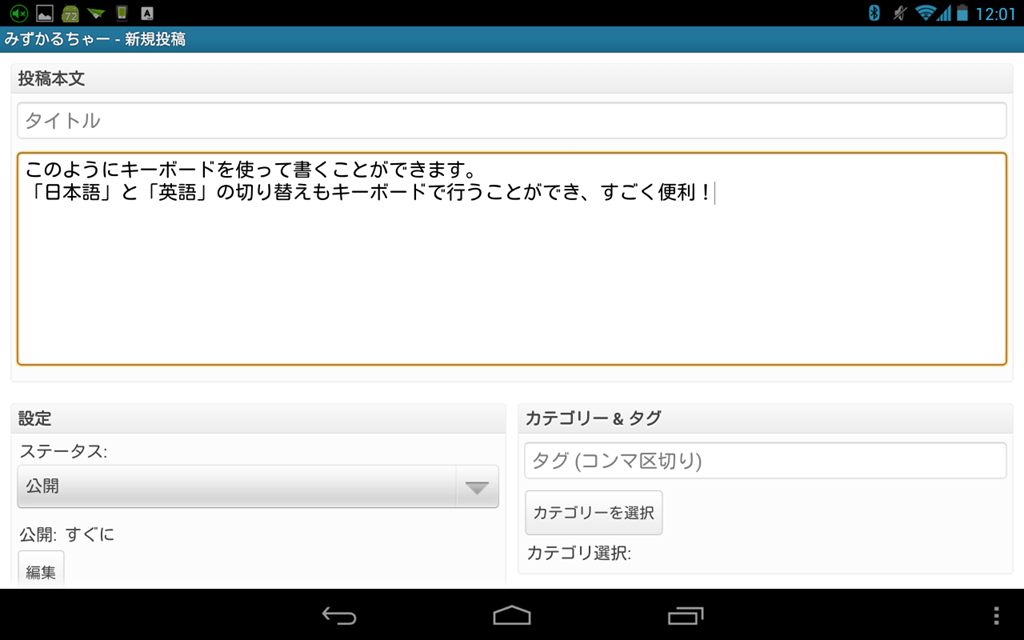 72
A
12:01
みずかるちゃー - 新規投稿
投稿本文
タイトル
このようにキーボードを使って書くことができます。
「日本語」と「英語」の切り替えもキーボードで行うことができ、すごく便利！
設定
ステータス:
公開
公開: すぐに
編集
カテゴリー & タグ
タグ (コンマ区切り)
カテゴリーを選択
カテゴリ選択: